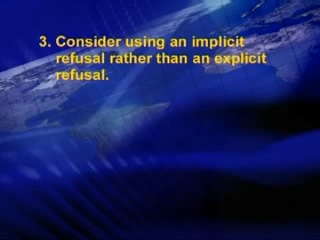 3. Consider using an implicit
refusal rather than an explicit
refusal.